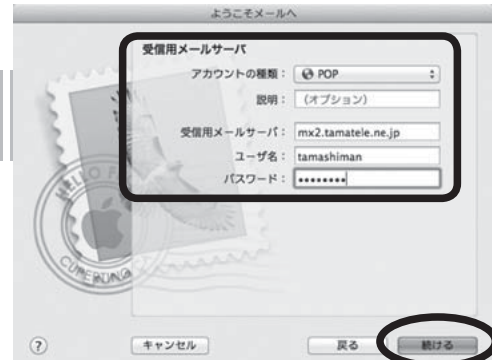 ようこそメールへ
受信用メールサーバ
アカウントの種類： POP
説明： (オプション)
受信用メールサーバ： mx2.tamatele.ne.jp
ユーザ名： tamashiman
パスワード： ••••••••
HELLO F
CUPERTINO
? キャンセル 戻る 続ける